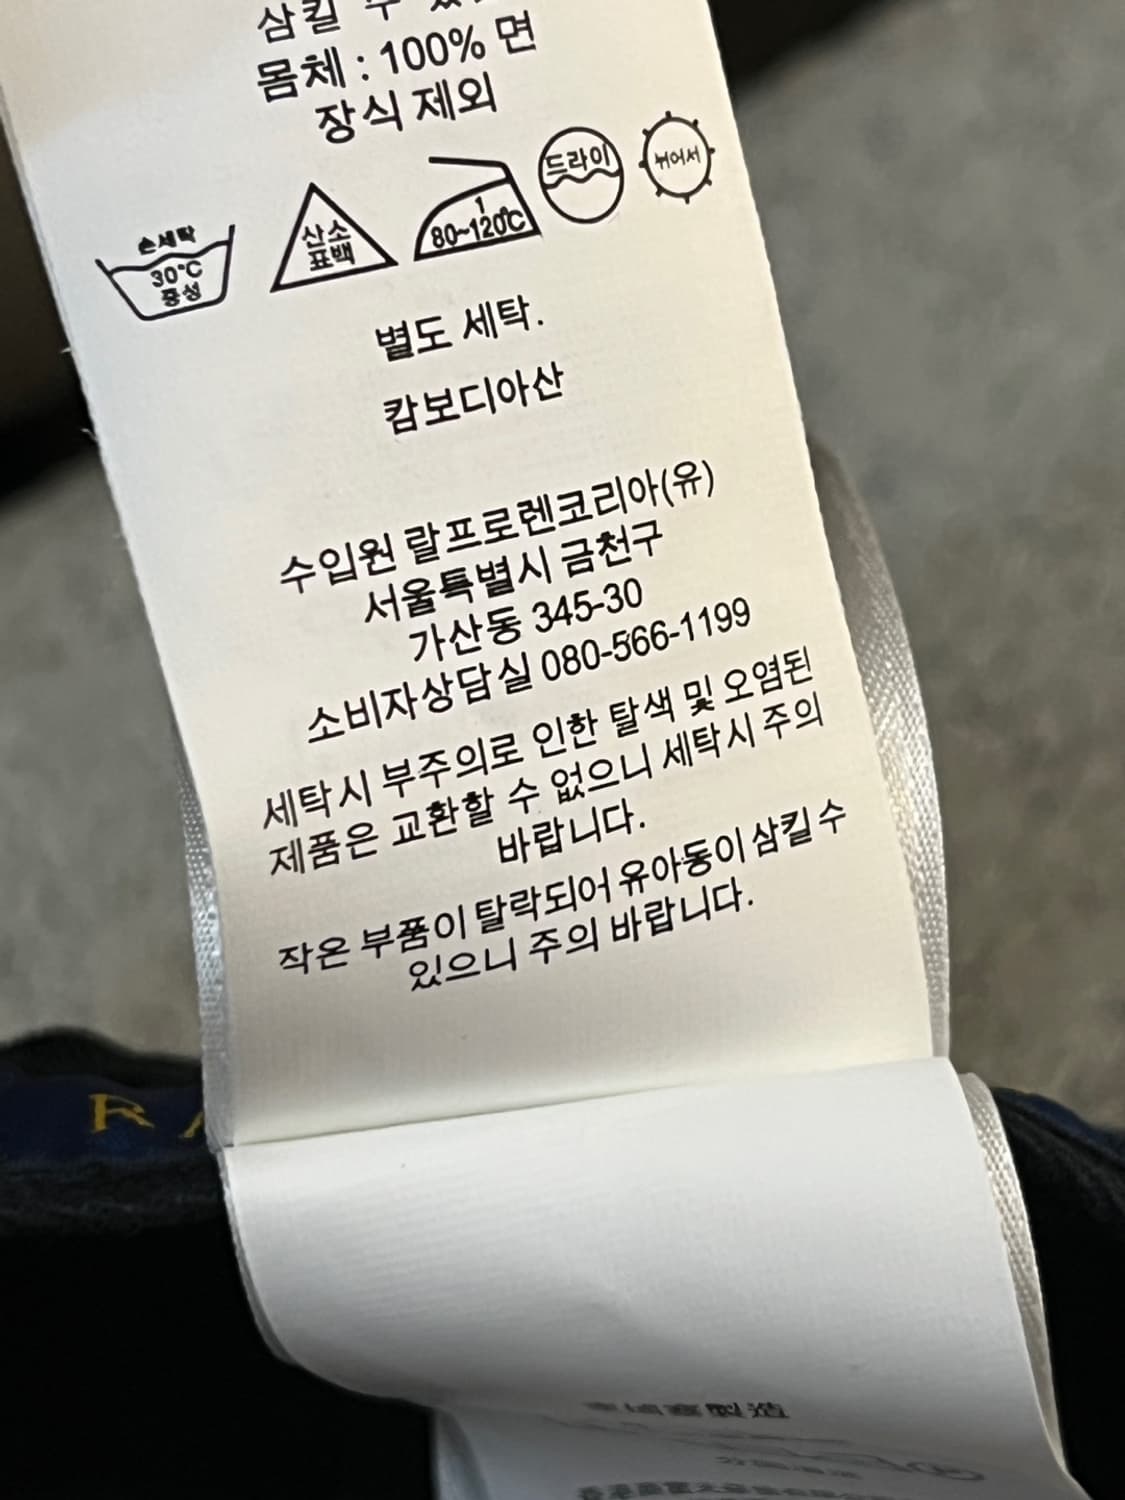 삼킬 수
몸체 : 100% 면
장식 제외
손세탁
30°C
중성
산소
표백
1
80~120℃
드라이
뉘어서
별도 세탁.
캄보디아산
수입원 랄프로렌코리아(유)
서울특별시 금천구
가산동 345-30
소비자상담실 080-566-1199
세탁시 부주의로 인한 탈색 및 오염된
제품은 교환할 수 없으니 세탁시 주의
바랍니다.
작은 부품이 탈락되어 유아동이 삼킬 수
있으니 주의 바랍니다.
製造